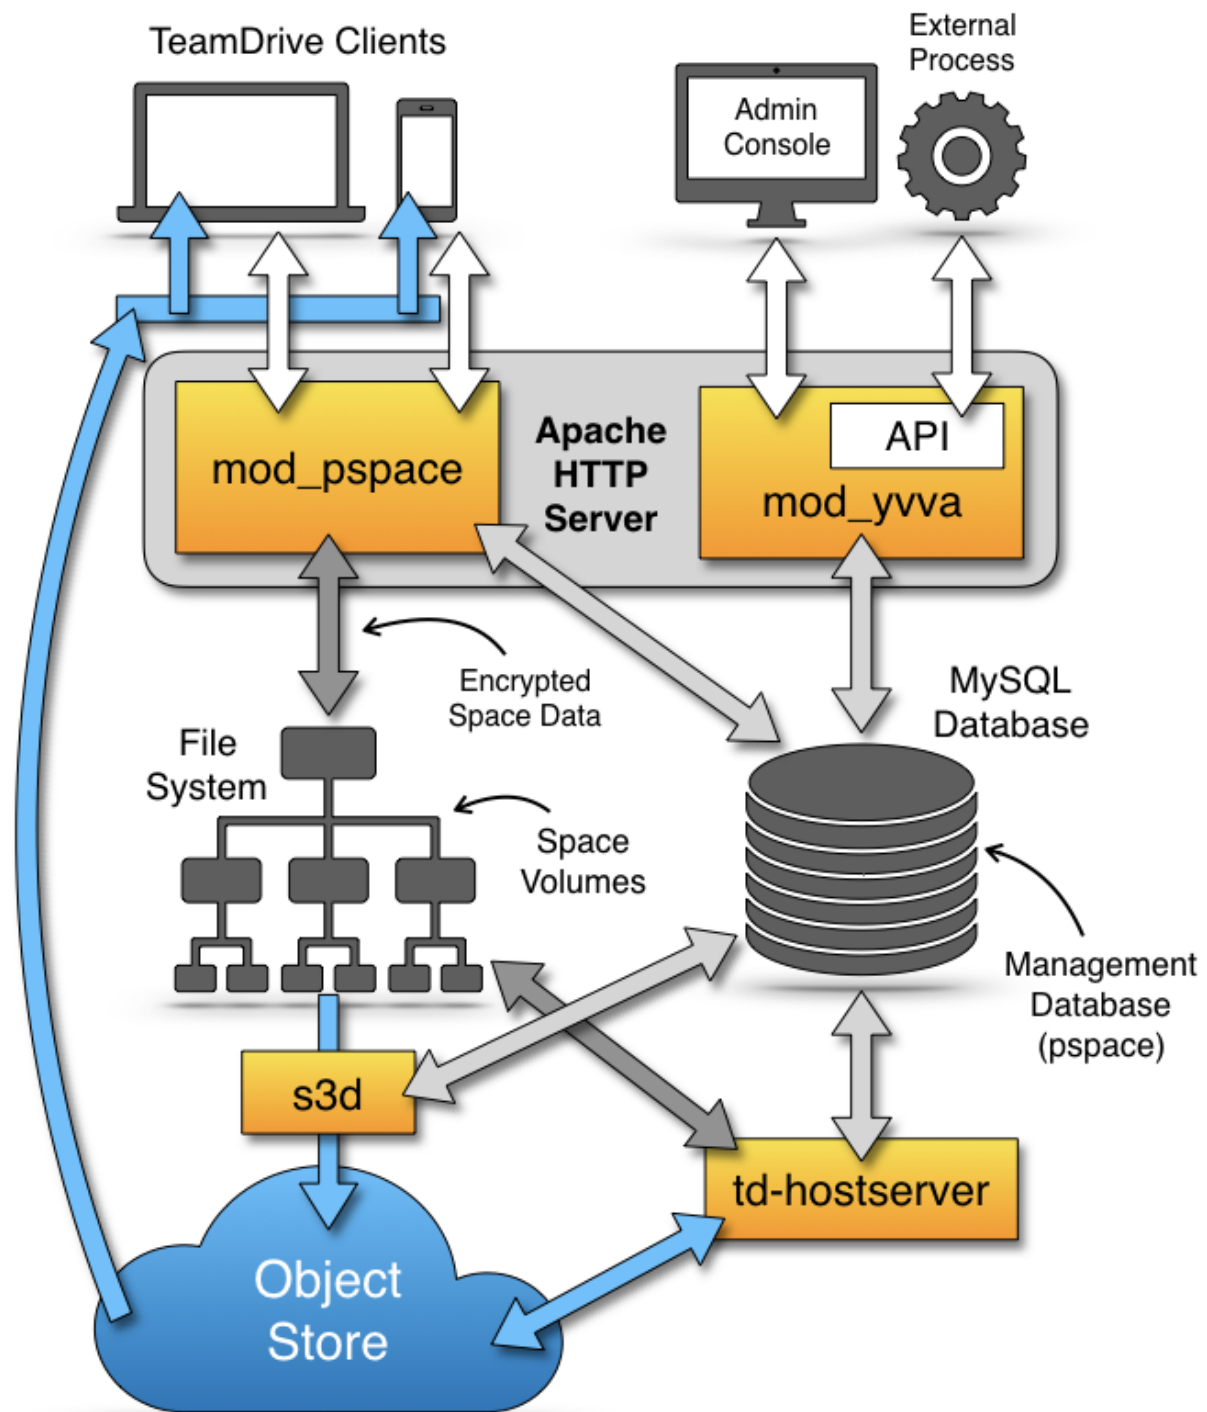 TeamDrive Clients
External
Process
Admin
Console
Apache
HTTP
Server
mod_pspace
API
mod_yvva
Encrypted
Space Data
MySQL
Database
File
System
Space
Volumes
Management
Database
(pspace)
s3d
td-hostserver
Object
Store